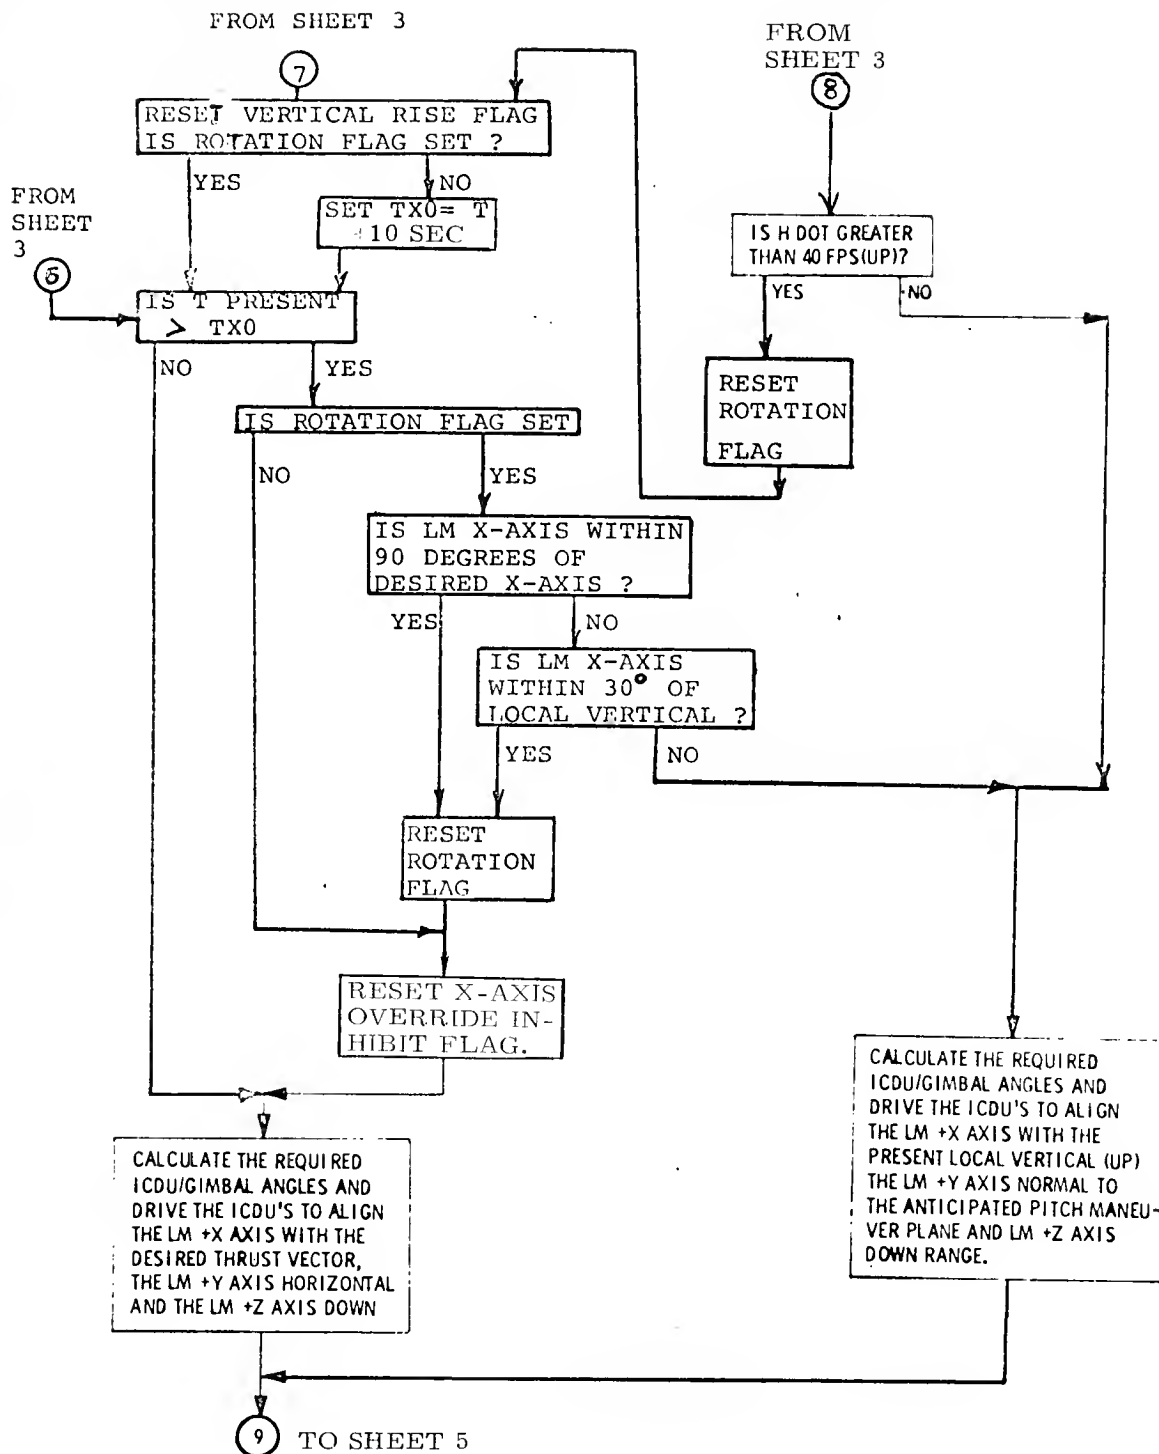 FROM SHEET 3
7
RESET VERTICAL RISE FLAG
IS ROTATION FLAG SET ?
YES
NO
SET TX0= T
+10 SEC
FROM
SHEET
3
IS T PRESENT
> TX0
NO
YES
IS ROTATION FLAG SET
NO
YES
IS LM X-AXIS WITHIN
90 DEGREES OF
DESIRED X-AXIS ?
YES
NO
IS LM X-AXIS
WITHIN 30° OF
LOCAL VERTICAL ?
YES
NO
RESET
ROTATION
FLAG
RESET X-AXIS
OVERRIDE IN-
HIBIT FLAG.
CALCULATE THE REQUIRED
ICDU/GIMBAL ANGLES AND
DRIVE THE ICDU'S TO ALIGN
THE LM +X AXIS WITH THE
DESIRED THRUST VECTOR,
THE LM +Y AXIS HORIZONTAL
AND THE LM +Z AXIS DOWN
FROM
SHEET 3
8
IS H DOT GREATER
THAN 40 FPS(UP)?
YES
NO
RESET
ROTATION
FLAG
CALCULATE THE REQUIRED
ICDU/GIMBAL ANGLES AND
DRIVE THE ICDU'S TO ALIGN
THE LM +X AXIS WITH THE
PRESENT LOCAL VERTICAL (UP)
THE LM +Y AXIS NORMAL TO
THE ANTICIPATED PITCH MANEU-
VER PLANE AND LM +Z AXIS
DOWN RANGE.
9 TO SHEET 5